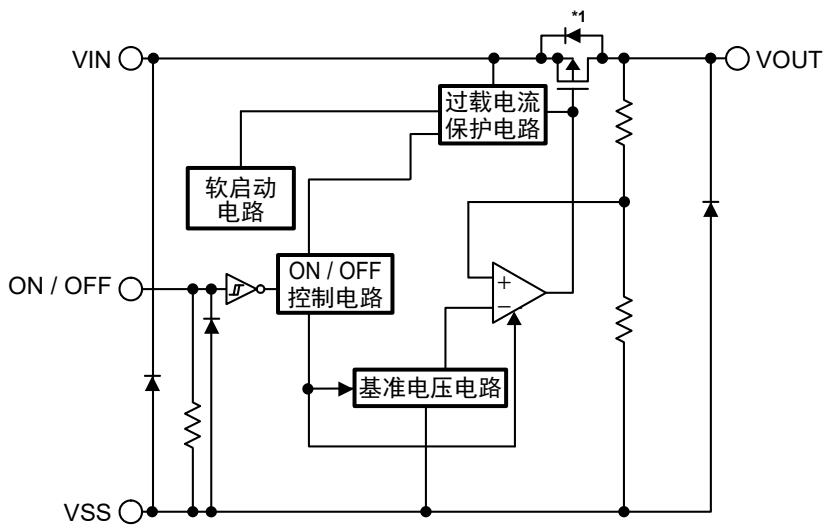 *1
VIN
VOUT
过载电流
保护电路
软启动
电路
ON / OFF
ON / OFF
控制电路
+
−
基准电压电路
VSS